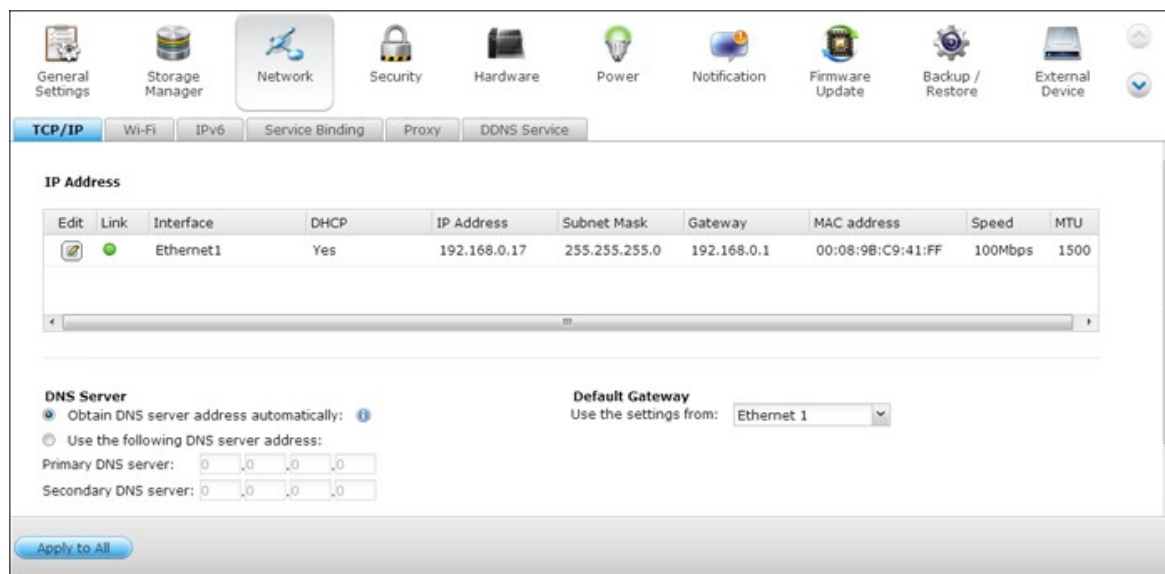 General Settings
Storage Manager
Network
Security
Hardware
Power
Notification
Firmware Update
Backup / Restore
External Device
TCP/IP Wi-Fi IPv6 Service Binding Proxy DDNS Service
IP Address
Edit Link Interface DHCP IP Address Subnet Mask Gateway MAC address Speed MTU
Ethernet1 Yes 192.168.0.17 255.255.255.0 192.168.0.1 00:08:9B:C9:41:FF 100Mbps 1500
DNS Server
Obtain DNS server address automatically:
Use the following DNS server address:
Primary DNS server: 0 .0 .0 .0
Secondary DNS server: 0 .0 .0 .0
Default Gateway
Use the settings from: Ethernet 1
Apply to All